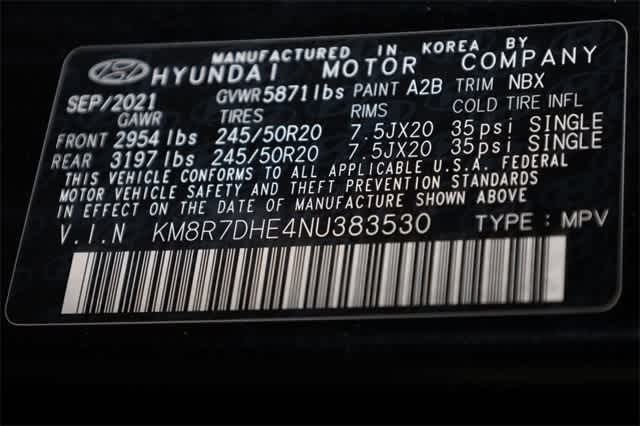 MANUFACTURED IN KOREA BY
HYUNDAI MOTOR COMPANY
SEP/2021 GVWR 5871lbs PAINT A2B TRIM NBX
GAWR TIRES RIMS COLD TIRE INFL
FRONT 2954 lbs 245/50R20 7.5JX20 35psi SINGLE
REAR 3197 lbs 245/50R20 7.5JX20 35psi SINGLE
THIS VEHICLE CONFORMS TO ALL APPLICABLE U.S.A. FEDERAL
MOTOR VEHICLE SAFETY AND THEFT PREVENTION STANDARDS
IN EFFECT ON THE DATE OF MANUFACTURE SHOWN ABOVE
V.I.N KM8R7DHE4NU383530 TYPE: MPV